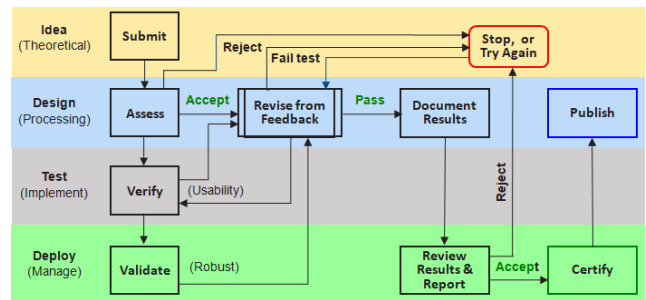 Idea
(Theoretical)
Submit
Reject
Fail test
Stop, or
Try Again
Design
(Processing)
Assess
Accept
Revise from
Feedback
Pass
Document
Results
Publish
Test
(Implement)
Verify
(Usability)
Reject
Deploy
(Manage)
Validate
(Robust)
Review
Results &
Report
Accept
Certify